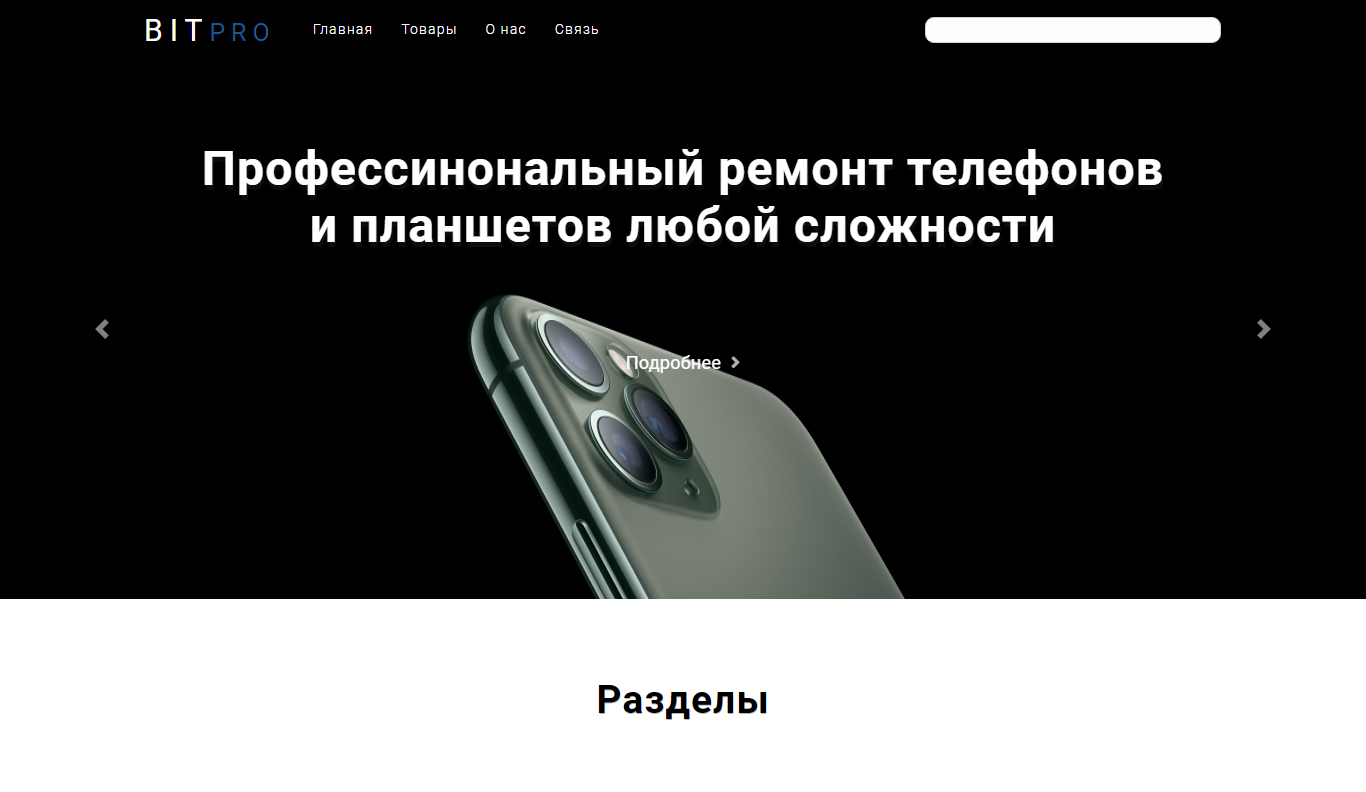 BITPRO Главная Товары О нас Связь
Профессинональный ремонт телефонов
и планшетов любой сложности
Подробнее
Разделы